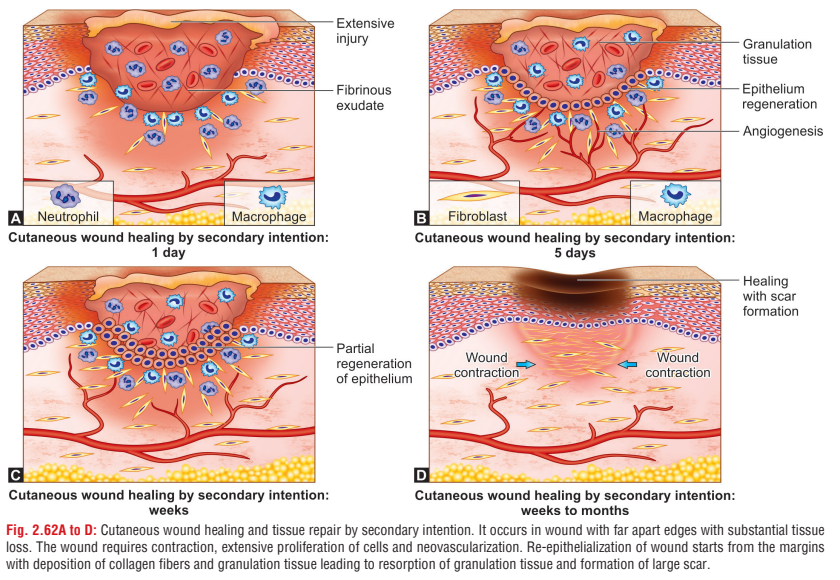 Extensive
injury
Fibrinous
exudate
Neutrophil
Macrophage
A
Cutaneous wound healing by secondary intention:
1 day
Granulation
tissue
Epithelium
regeneration
Angiogenesis
Fibroblast
Macrophage
B
Cutaneous wound healing by secondary intention:
5 days
Partial
regeneration
of epithelium
C
Cutaneous wound healing by secondary intention:
weeks
Healing
with scar
formation
Wound
contraction
Wound
contraction
D
Cutaneous wound healing by secondary intention:
weeks to months
Fig. 2.62A to D: Cutaneous wound healing and tissue repair by secondary intention. It occurs in wound with far apart edges with substantial tissue
loss. The wound requires contraction, extensive proliferation of cells and neovascularization. Re-epithelialization of wound starts from the margins
with deposition of collagen fibers and granulation tissue leading to resorption of granulation tissue and formation of large scar.